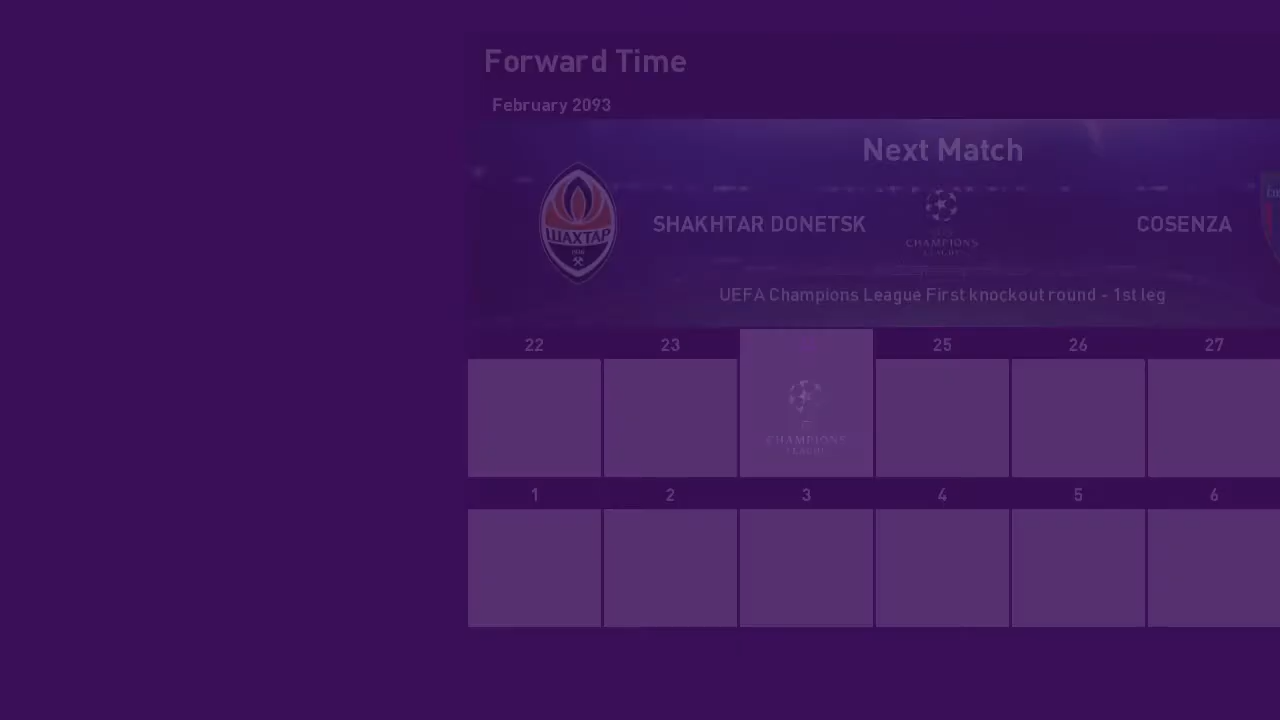 Forward Time
February 2093
Next Match
ШАХТАР
1936
SHAKHTAR DONETSK
COSENZA
CHAMPIONS
LEAGUE
UEFA Champions League First knockout round - 1st leg
22 23 25 26 27
CHAMPIONS
LEAGUE
1 2 3 4 5 6